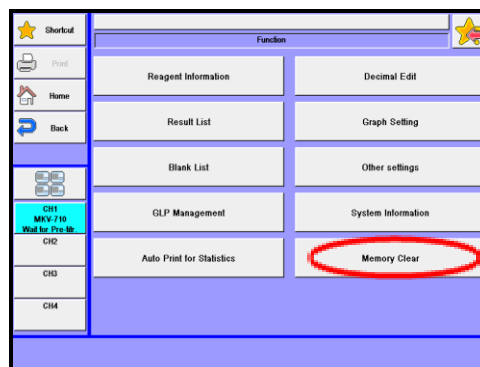 Shortcut
Print
Home
Back
CH1
MKV-710
Wait for Pre-titr.
CH2
CH3
CH4
Function
Reagent Information
Decimal Edit
Result List
Graph Setting
Blank List
Other settings
GLP Management
System Information
Auto Print for Statistics
Memory Clear